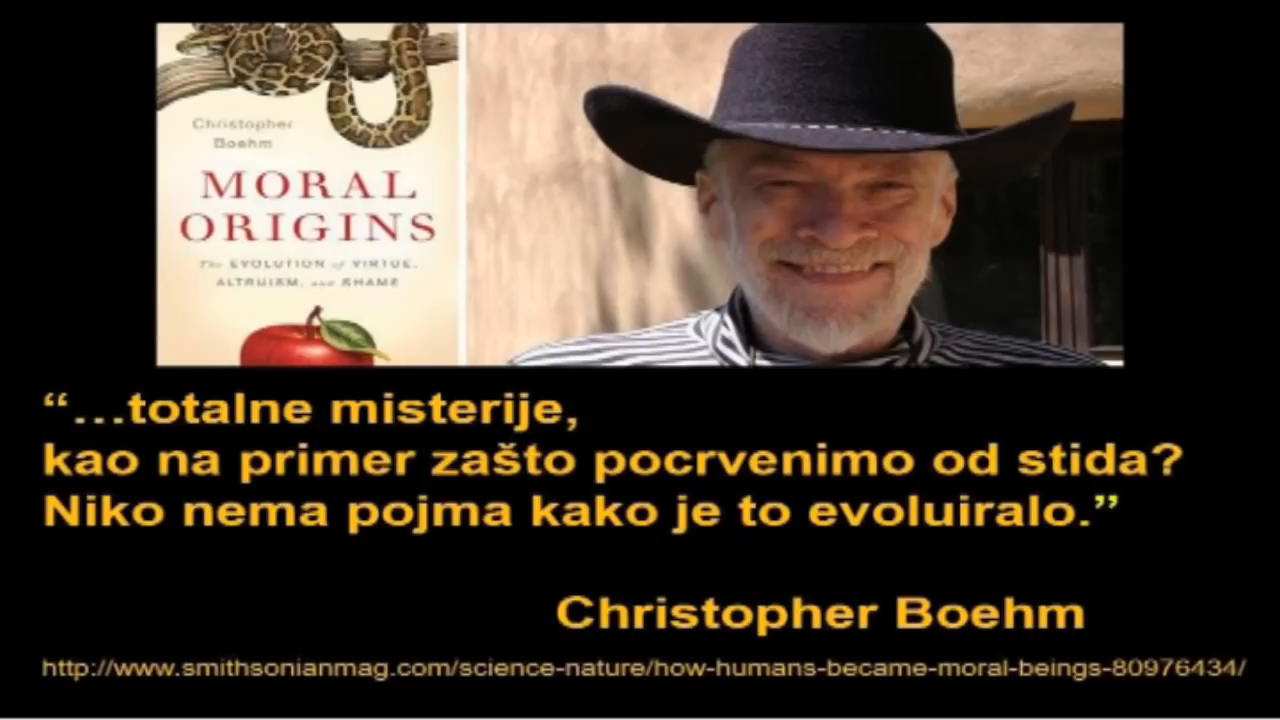 Christopher
Boehm
MORAL
ORIGINS
The EVOLUTION of VIRTUE,
ALTRUISM, and SHAME
“...totalne misterije,
kao na primer zašto pocrvenimo od stida?
Niko nema pojma kako je to evoluiralo.”
Christopher Boehm
http://www.smithsonianmag.com/science-nature/how-humans-became-moral-beings-80976434/